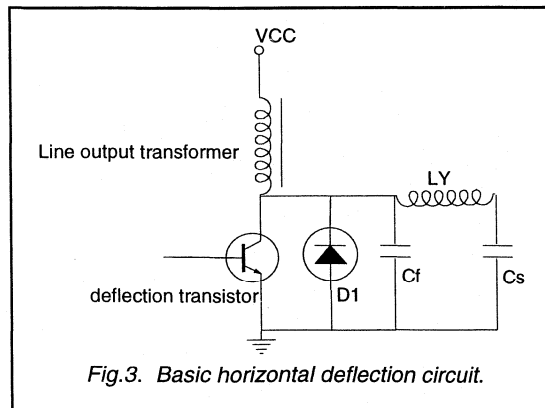 VCC
Line output transformer
LY
Cf
Cs
deflection transistor
D1
Fig.3. Basic horizontal deflection circuit.